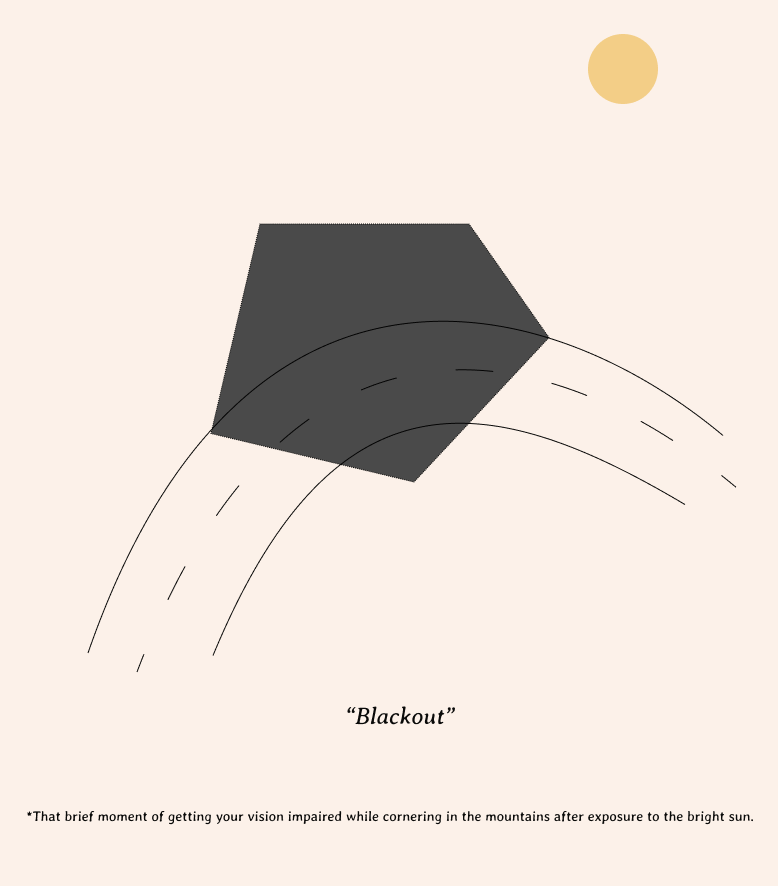 “Blackout”
*That brief moment of getting your vision impaired while cornering in the mountains after exposure to the bright sun.